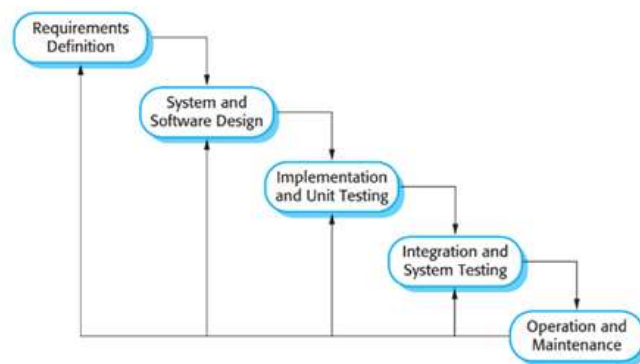 Requirements
Definition
System and
Software Design
Implementation
and Unit Testing
Integration and
System Testing
Operation and
Maintenance